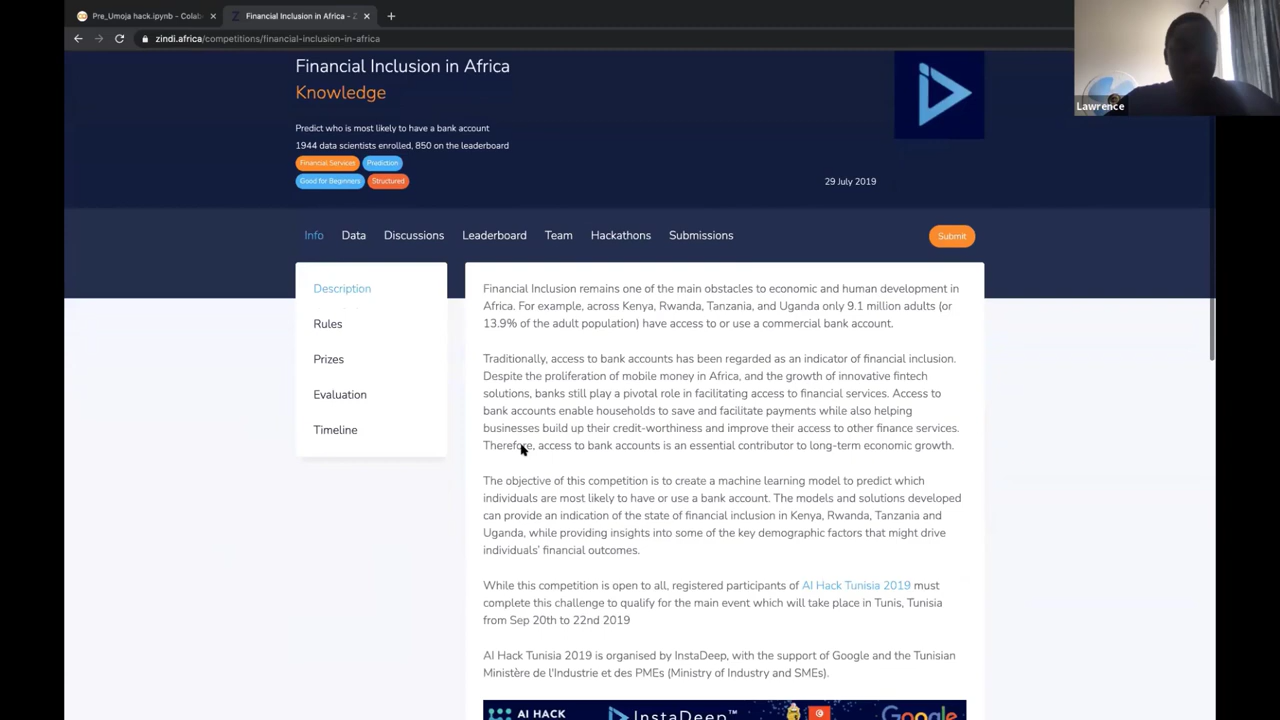 Pre_Umoja hack.ipynb - Colab
Financial Inclusion in Africa - Z
zindi.africa/competitions/financial-inclusion-in-africa
Lawrence
Financial Inclusion in Africa
Knowledge
Predict who is most likely to have a bank account
1944 data scientists enrolled, 850 on the leaderboard
Financial Services Prediction
Good for Beginners Structured
29 July 2019
Info Data Discussions Leaderboard Team Hackathons Submissions Submit
Description
Rules
Prizes
Evaluation
Timeline
Financial Inclusion remains one of the main obstacles to economic and human development in
Africa. For example, across Kenya, Rwanda, Tanzania, and Uganda only 9.1 million adults (or
13.9% of the adult population) have access to or use a commercial bank account.
Traditionally, access to bank accounts has been regarded as an indicator of financial inclusion.
Despite the proliferation of mobile money in Africa, and the growth of innovative fintech
solutions, banks still play a pivotal role in facilitating access to financial services. Access to
bank accounts enable households to save and facilitate payments while also helping
businesses build up their credit-worthiness and improve their access to other finance services.
Therefore, access to bank accounts is an essential contributor to long-term economic growth.
The objective of this competition is to create a machine learning model to predict which
individuals are most likely to have or use a bank account. The models and solutions developed
can provide an indication of the state of financial inclusion in Kenya, Rwanda, Tanzania and
Uganda, while providing insights into some of the key demographic factors that might drive
individuals’ financial outcomes.
While this competition is open to all, registered participants of AI Hack Tunisia 2019 must
complete this challenge to qualify for the main event which will take place in Tunis, Tunisia
from Sep 20th to 22nd 2019
AI Hack Tunisia 2019 is organised by InstaDeep, with the support of Google and the Tunisian
Ministère de l'Industrie et des PMEs (Ministry of Industry and SMEs).
AI HACK InstaDeep™ Google